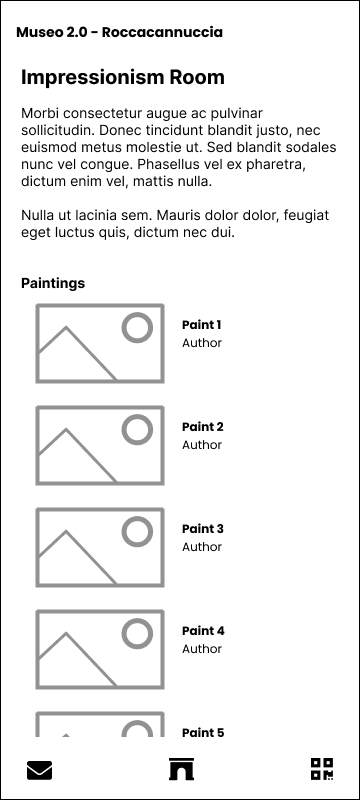 Museo 2.0 - Roccacannuccia
Impressionism Room
Morbi consectetur augue ac pulvinar
sollicitudin. Donec tincidunt blandit justo, nec
euismod metus molestie ut. Sed blandit sodales
nunc vel congue. Phasellus vel ex pharetra,
dictum enim vel, mattis nulla.
Nulla ut lacinia sem. Mauris dolor dolor, feugiat
eget luctus quis, dictum nec dui.
Paintings
Paint 1
Author
Paint 2
Author
Paint 3
Author
Paint 4
Author
Paint 5